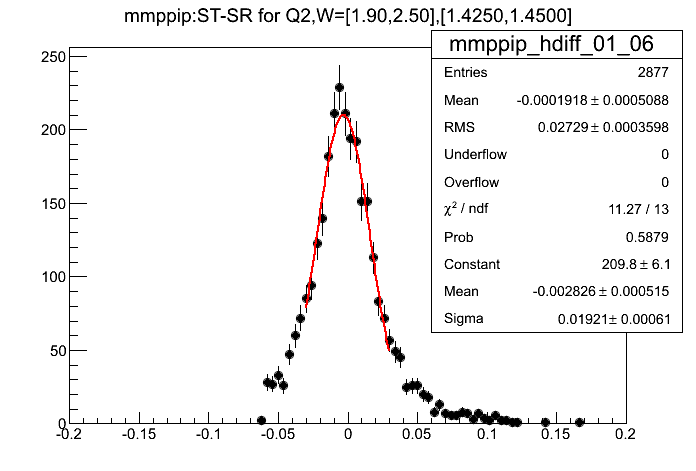 mmppip:ST-SR for Q2,W=[1.90,2.50],[1.4250,1.4500]
mmppip_hdiff_01_06
Entries 2877
Mean -0.0001918 ± 0.0005088
RMS 0.02729 ± 0.0003598
Underflow 0
Overflow 0
χ² / ndf 11.27 / 13
Prob 0.5879
Constant 209.8 ± 6.1
Mean -0.002826 ± 0.000515
Sigma 0.01921 ± 0.00061
250
200
150
100
50
0
-0.2 -0.15 -0.1 -0.05 0 0.05 0.1 0.15 0.2